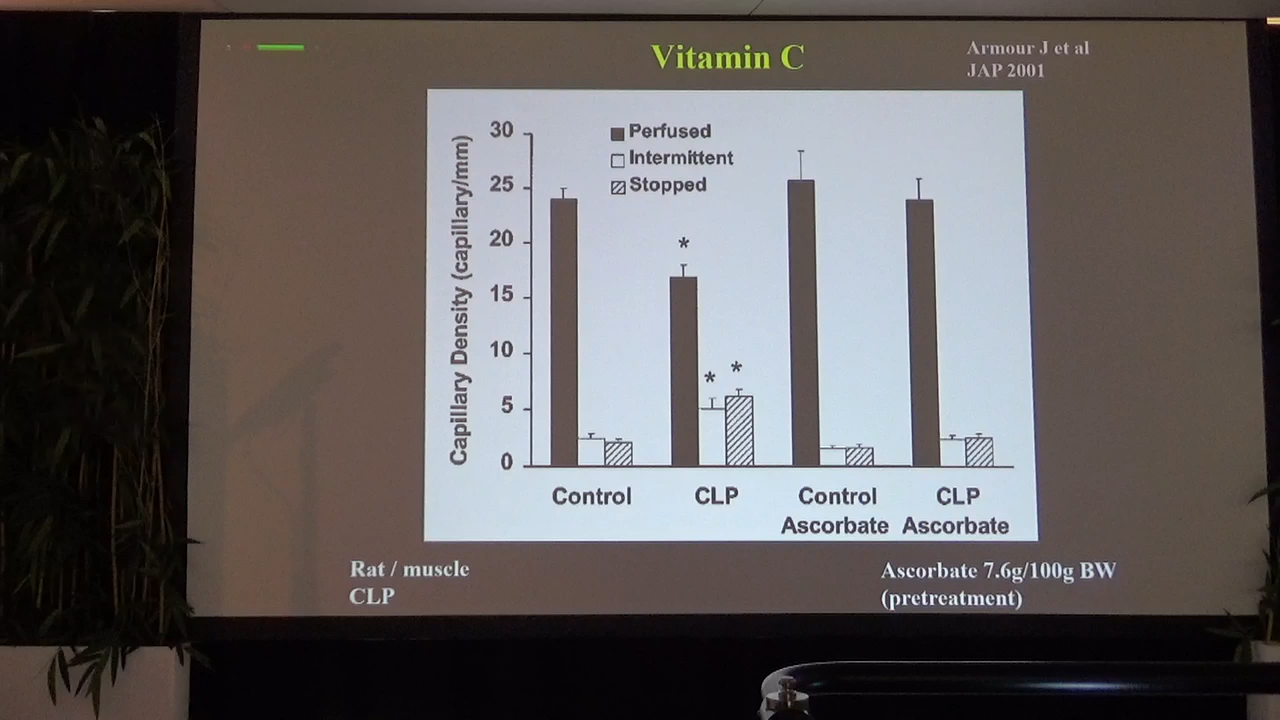 Vitamin C
Armour J et al
JAP 2001
Perfused
Intermittent
Stopped
Capillary Density (capillary/mm)
30
25
20
15
10
5
0
*
*
*
Control
CLP
Control
Ascorbate
CLP
Ascorbate
Rat / muscle
CLP
Ascorbate 7.6g/100g BW
(pretreatment)